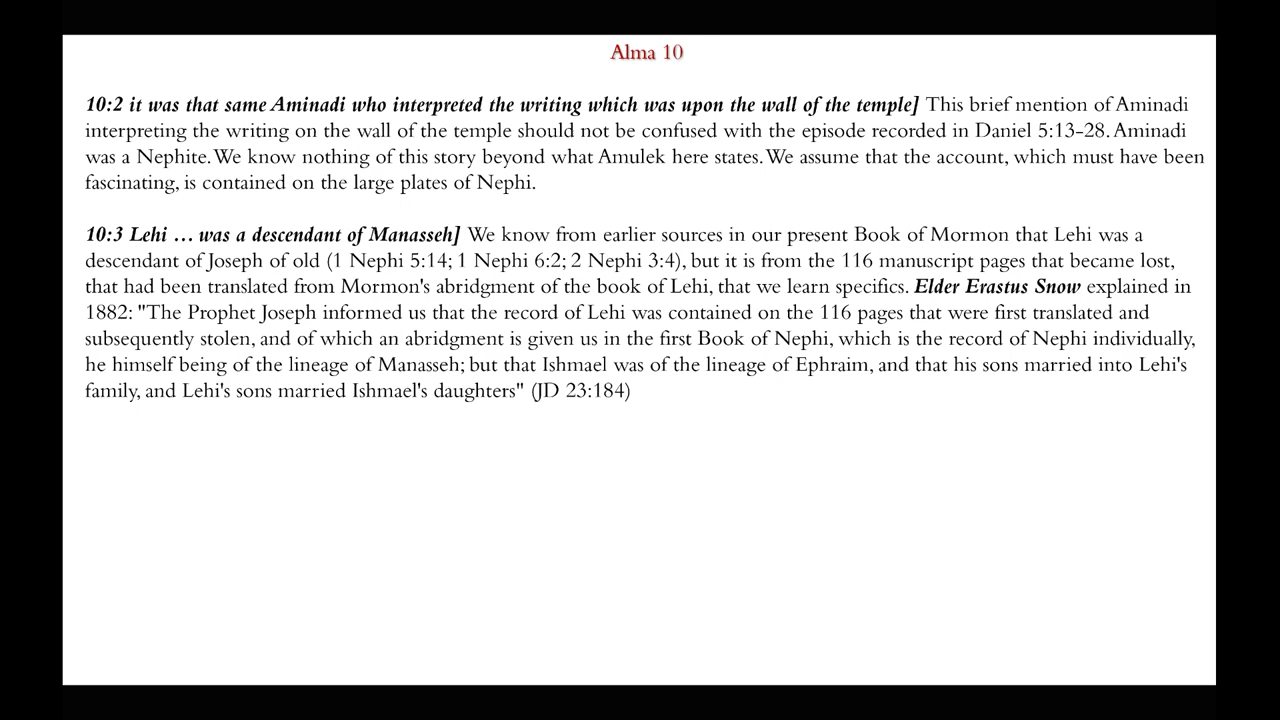 Alma 10
10:2 it was that same Aminadi who interpreted the writing which was upon the wall of the temple] This brief mention of Aminadi
interpreting the writing on the wall of the temple should not be confused with the episode recorded in Daniel 5:13-28. Aminadi
was a Nephite. We know nothing of this story beyond what Amulek here states. We assume that the account, which must have been
fascinating, is contained on the large plates of Nephi.
10:3 Lehi … was a descendant of Manasseh] We know from earlier sources in our present Book of Mormon that Lehi was a
descendant of Joseph of old (1 Nephi 5:14; 1 Nephi 6:2; 2 Nephi 3:4), but it is from the 116 manuscript pages that became lost,
that had been translated from Mormon's abridgment of the book of Lehi, that we learn specifics. Elder Erastus Snow explained in
1882: "The Prophet Joseph informed us that the record of Lehi was contained on the 116 pages that were first translated and
subsequently stolen, and of which an abridgment is given us in the first Book of Nephi, which is the record of Nephi individually,
he himself being of the lineage of Manasseh; but that Ishmael was of the lineage of Ephraim, and that his sons married into Lehi's
family, and Lehi's sons married Ishmael's daughters" (JD 23:184)